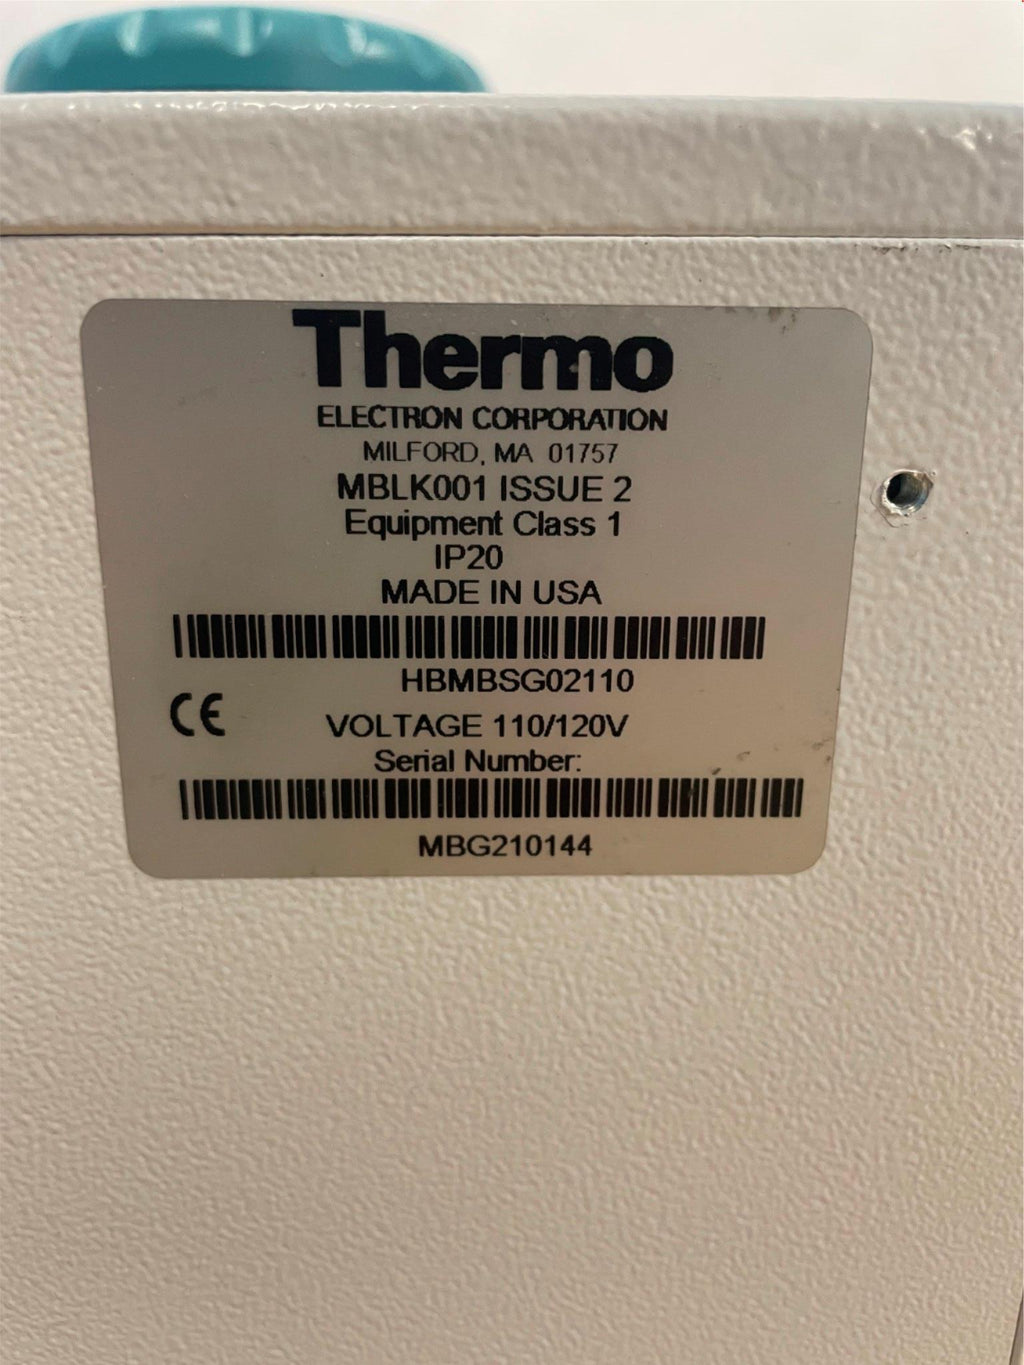 Thermo
ELECTRON CORPORATION
MILFORD, MA 01757
MBLK001 ISSUE 2
Equipment Class 1
IP20
MADE IN USA
HBMBSG02110
CE
VOLTAGE 110/120V
Serial Number:
MBG210144